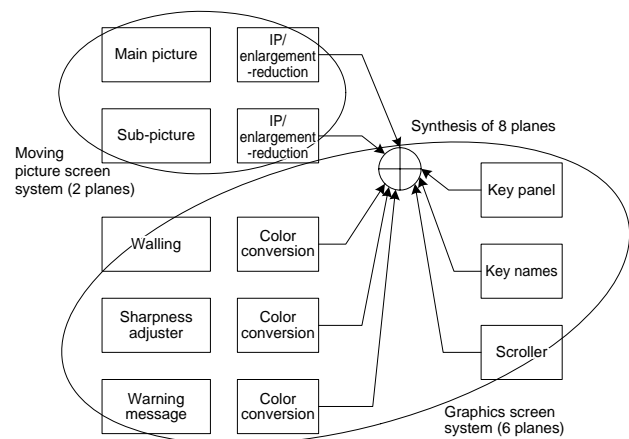 Main picture
IP/
enlargement
-reduction
Sub-picture
IP/
enlargement
-reduction
Moving
picture screen
system (2 planes)
Synthesis of 8 planes
Key panel
Walling
Color
conversion
Key names
Sharpness
adjuster
Color
conversion
Scroller
Warning
message
Color
conversion
Graphics screen
system (6 planes)